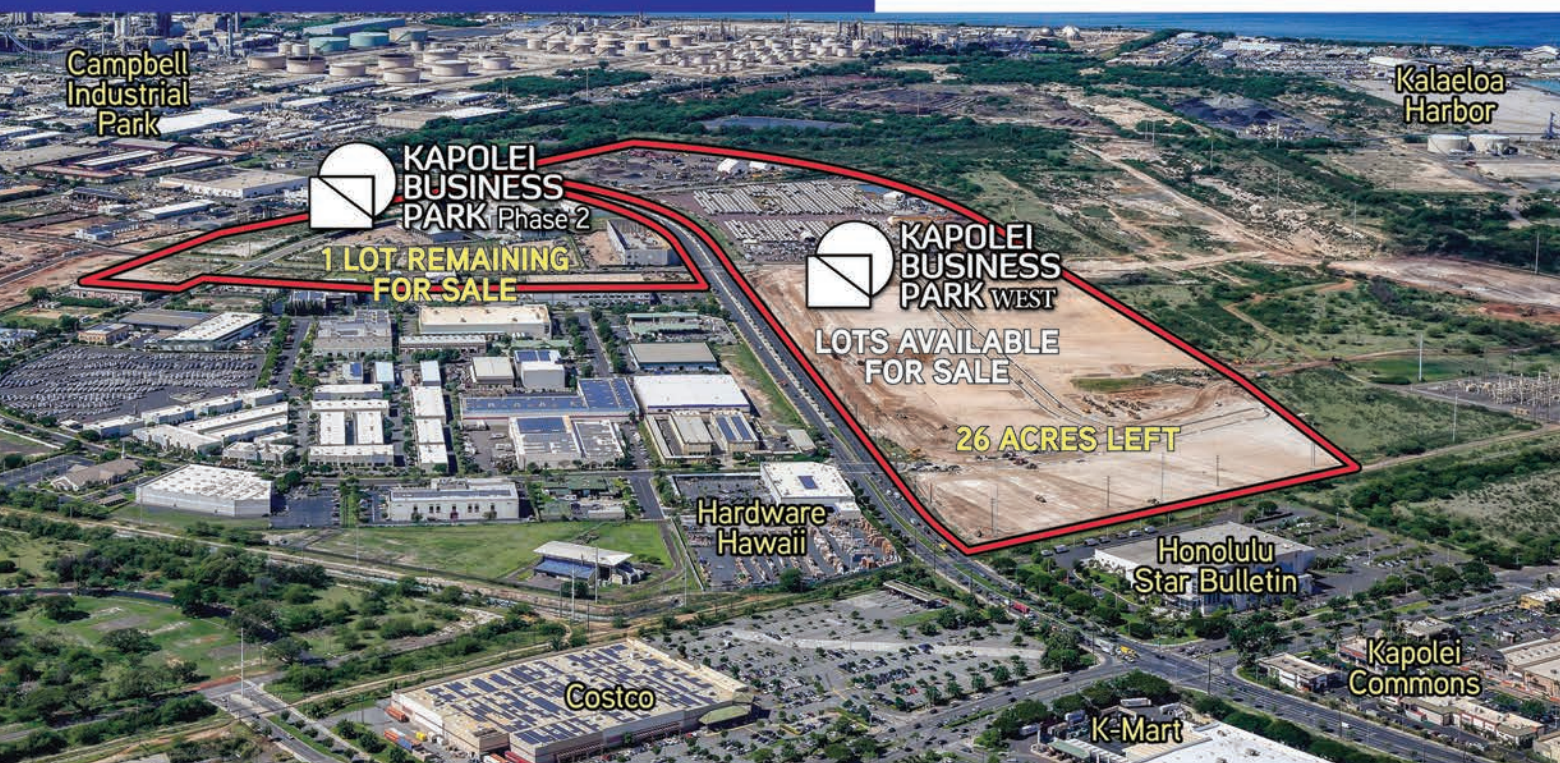 Campbell
Industrial
Park
Kalaeloa
Harbor
KAPOLEI
BUSINESS
PARK Phase 2
1 LOT REMAINING
FOR SALE
KAPOLEI
BUSINESS
PARK WEST
LOTS AVAILABLE
FOR SALE
26 ACRES LEFT
Hardware
Hawaii
Honolulu
Star Bulletin
Costco
Kapolei
Commons
K-Mart